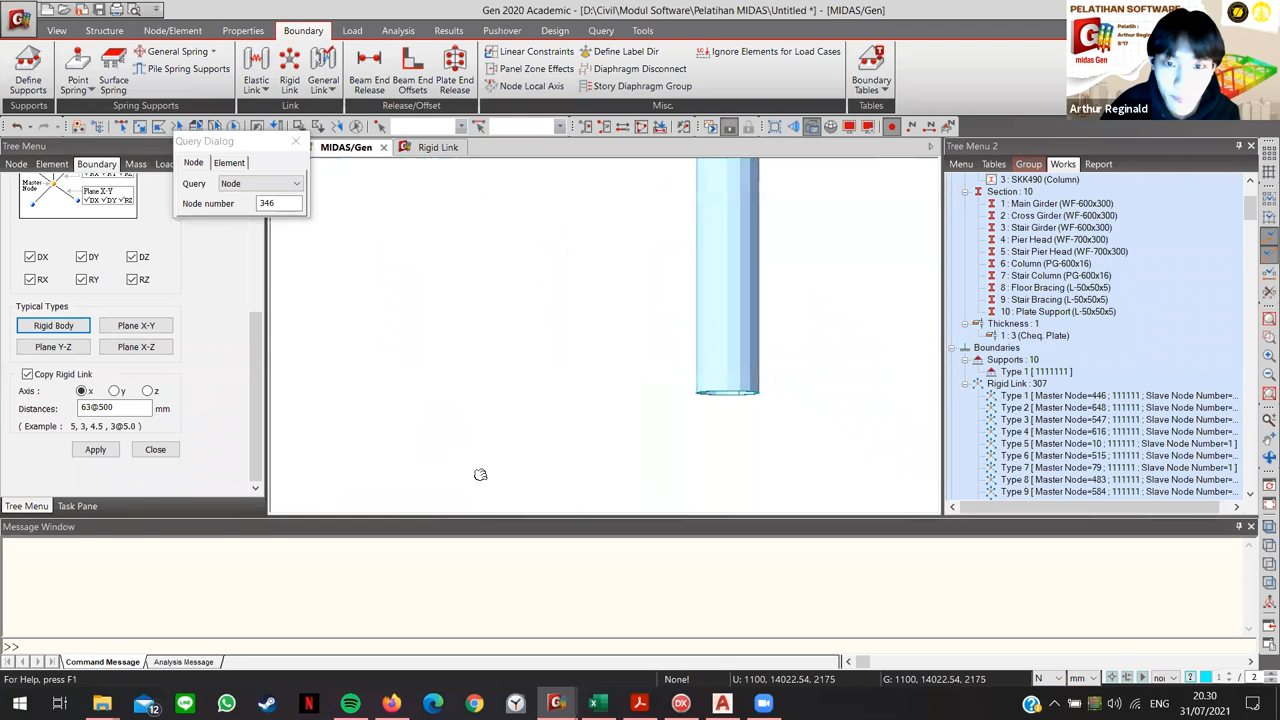 Gen 2020 Academic - [D:\Civil\Modul Software\Pelatihan MIDAS\Untitled *] - [MIDAS/Gen]
PELATIHAN SOFTWARE
Arthur Reginald
midas Gen
Arthur Reginald
View Structure Node/Element Properties Boundary Load Analysis Results Pushover Design Query Tools
Define Supports
Point Spring
Surface Spring
General Spring
Pile Spring Supports
Elastic Link
Rigid Link
General Link
Beam End Release
Beam End Offsets
Plate End Release
Linear Constraints
Panel Zone Effects
Node Local Axis
Define Label Dir
Diaphragm Disconnect
Story Diaphragm Group
Ignore Elements for Load Cases
Boundary Tables
Supports Spring Supports Link Release/Offset Misc. Tables
Tree Menu
Node Element Boundary Mass Load
Query Dialog
Node Element
Query Node
Node number 346
MIDAS/Gen Rigid Link
Master Node
Plane X-Y
DX DY DZ
RX RY RZ
Typical Types
Rigid Body Plane X-Y
Plane Y-Z Plane X-Z
Copy Rigid Link
Axis : x y z
Distances: 63@500 mm
(Example : 5, 3, 4.5 , 3@5.0 )
Apply Close
Tree Menu Task Pane
Tree Menu 2
Menu Tables Group Works Report
3 : SKK490 (Column)
Section : 10
1 : Main Girder (WF-600x300)
2 : Cross Girder (WF-600x300)
3 : Stair Girder (WF-600x300)
4 : Pier Head (WF-700x300)
5 : Stair Pier Head (WF-700x300)
6 : Column (PG-600x16)
7 : Stair Column (PG-600x16)
8 : Floor Bracing (L-50x50x5)
9 : Stair Bracing (L-50x50x5)
10 : Plate Support (L-50x50x5)
Thickness : 1
1 : 3 (Cheq. Plate)
Boundaries
Supports : 10
Type 1 [ 1111111 ]
Rigid Link : 307
Type 1 [ Master Node=446 ; 111111 ; Slave Node Number=...
Type 2 [ Master Node=648 ; 111111 ; Slave Node Number=...
Type 3 [ Master Node=547 ; 111111 ; Slave Node Number=...
Type 4 [ Master Node=616 ; 111111 ; Slave Node Number=...
Type 5 [ Master Node=10 ; 111111 ; Slave Node Number=1 ]
Type 6 [ Master Node=515 ; 111111 ; Slave Node Number=...
Type 7 [ Master Node=79 ; 111111 ; Slave Node Number=1 ]
Type 8 [ Master Node=483 ; 111111 ; Slave Node Number=...
Type 9 [ Master Node=584 ; 111111 ; Slave Node Number=...
Message Window
>>
Command Message Analysis Message
For Help, press F1
None!
U: 1100, 14022.54, 2175
G: 1100, 14022.54, 2175
N mm
nor
/ 2
12
ENG
20.30
31/07/2021